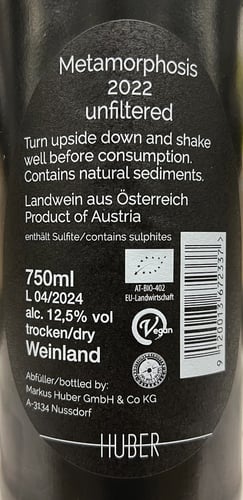 Metamorphosis
2022
unfiltered
Turn upside down and shake
well before consumption.
Contains natural sediments.
Landwein aus Österreich
Product of Austria
enthält Sulfite/contains sulphites
750ml
L 04/2024
alc. 12,5% vol
trocken/dry
Weinland
AT-BIO-402
EU-Landwirtschaft
Vegan
Abfüller/bottled by:
Markus Huber GmbH & Co KG
A-3134 Nussdorf
HUBER